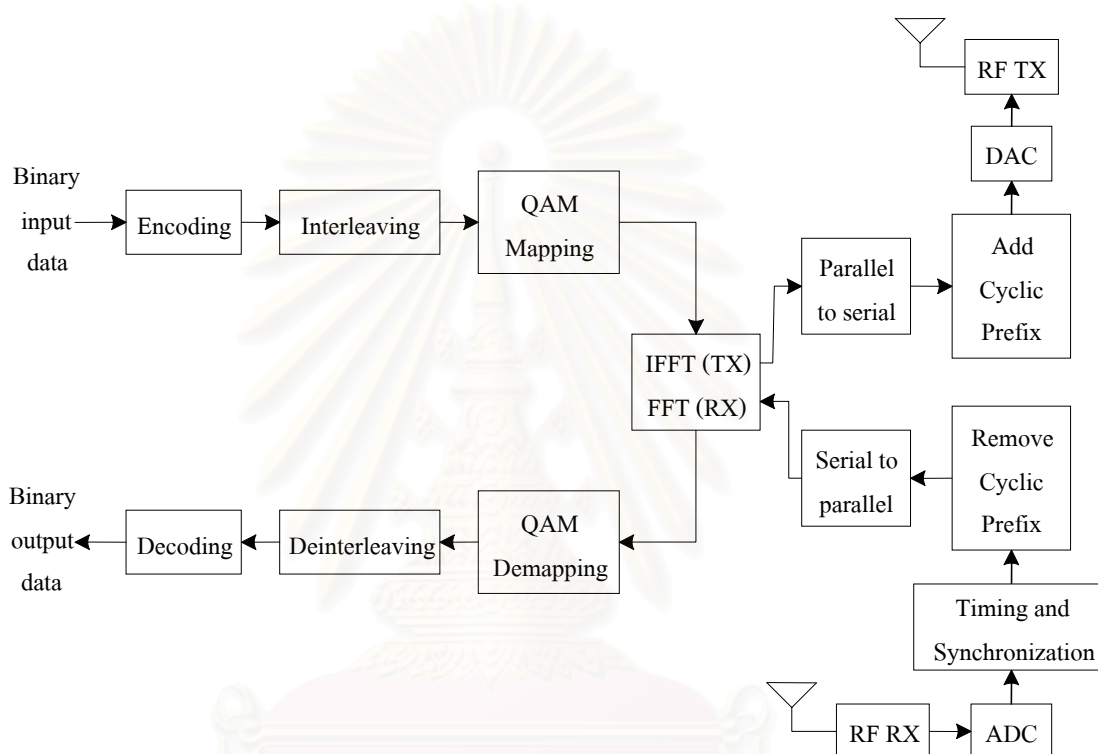 RF TX
DAC
Binary
input
data
Encoding
Interleaving
QAM
Mapping
Parallel
to serial
Add
Cyclic
Prefix
IFFT (TX)
FFT (RX)
Binary
output
data
Decoding
Deinterleaving
QAM
Demapping
Serial to
parallel
Remove
Cyclic
Prefix
Timing and
Synchronization
RF RX
ADC